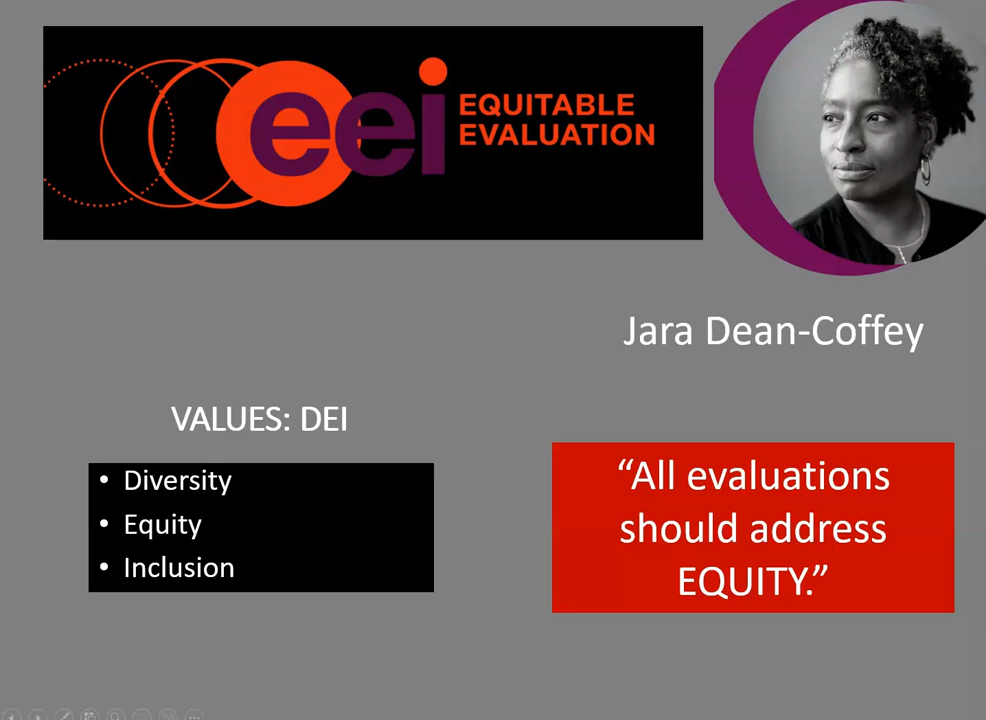 eei EQUITABLE
EVALUATION
Jara Dean-Coffey
VALUES: DEI
• Diversity
• Equity
• Inclusion
“All evaluations
should address
EQUITY.”